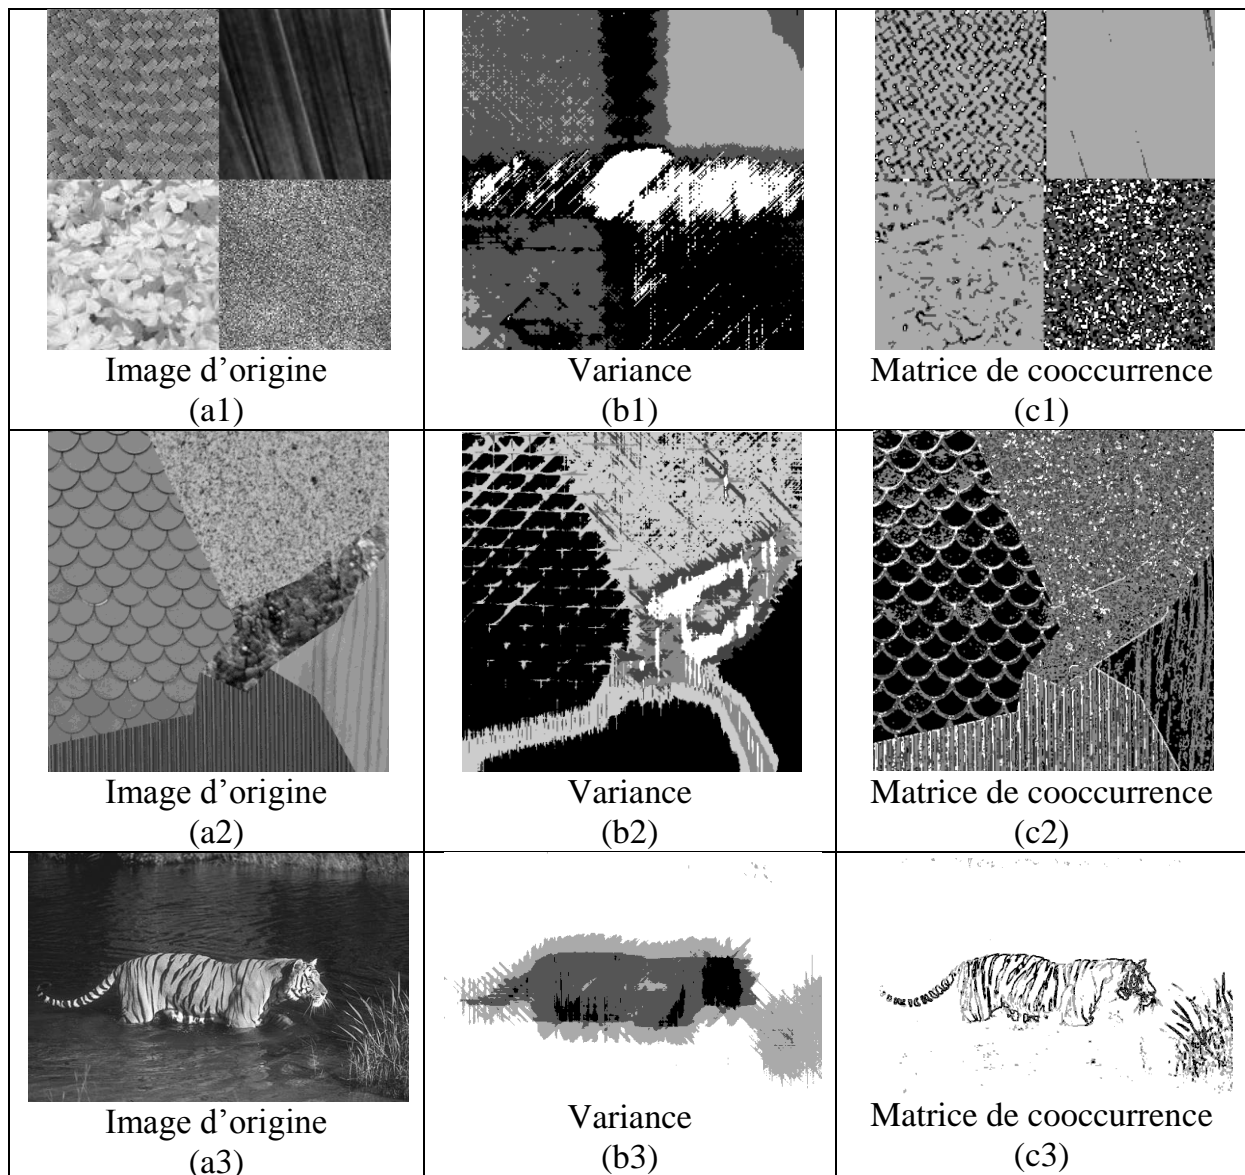 Image d’origine
(a1)
Variance
(b1)
Matrice de cooccurrence
(c1)
Image d’origine
(a2)
Variance
(b2)
Matrice de cooccurrence
(c2)
Image d’origine
(a3)
Variance
(b3)
Matrice de cooccurrence
(c3)